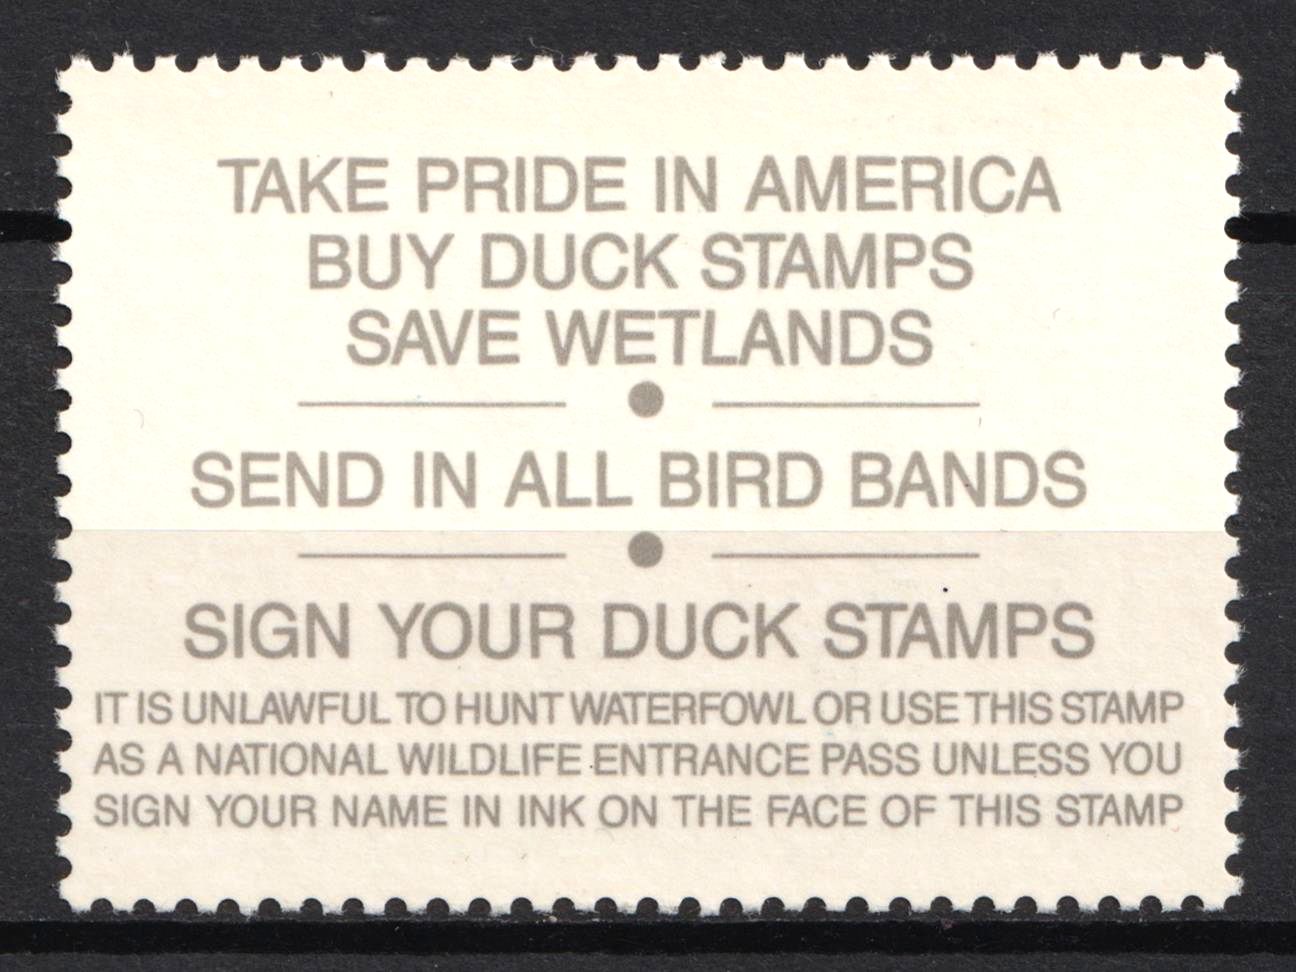 TAKE PRIDE IN AMERICA
BUY DUCK STAMPS
SAVE WETLANDS
SEND IN ALL BIRD BANDS
SIGN YOUR DUCK STAMPS
IT IS UNLAWFUL TO HUNT WATERFOWL OR USE THIS STAMP
AS A NATIONAL WILDLIFE ENTRANCE PASS UNLESS YOU
SIGN YOUR NAME IN INK ON THE FACE OF THIS STAMP